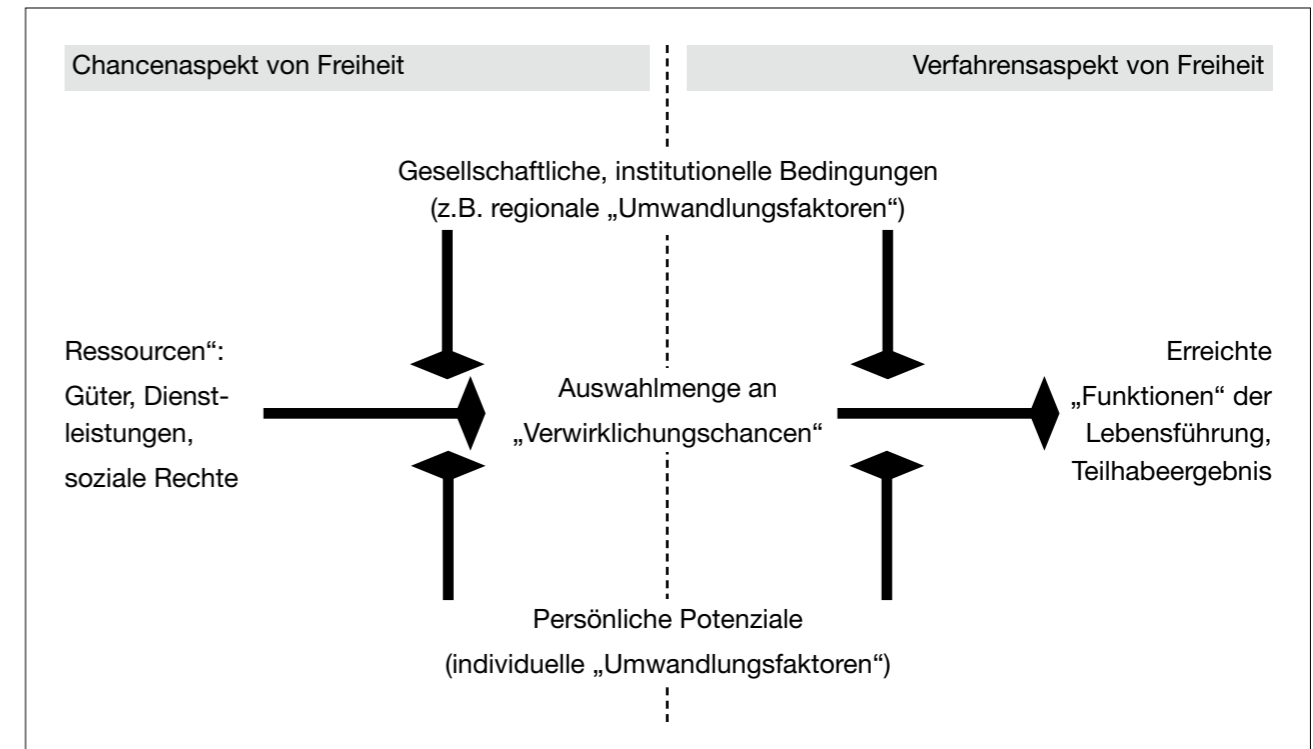 Chancenaspekt von Freiheit
Verfahrensaspekt von Freiheit
Gesellschaftliche, institutionelle Bedingungen
(z.B. regionale „Umwandlungsfaktoren“)
Ressourcen“:
Güter, Dienst-
leistungen,
soziale Rechte
Auswahlmenge an
„Verwirklichungschancen“
Erreichte
„Funktionen“ der
Lebensführung,
Teilhabeergebnis
Persönliche Potenziale
(individuelle „Umwandlungsfaktoren“)